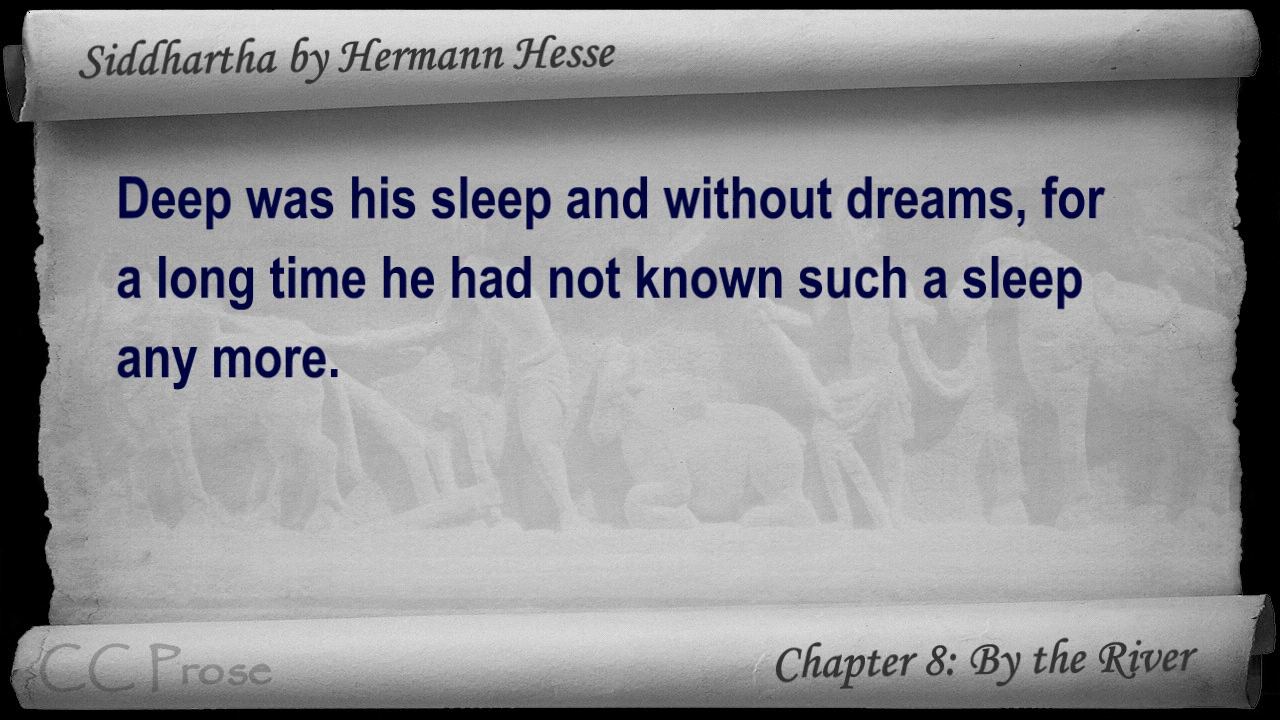 Siddhartha by Hermann Hesse
Deep was his sleep and without dreams, for
a long time he had not known such a sleep
any more.
CC Prose
Chapter 8: By the River